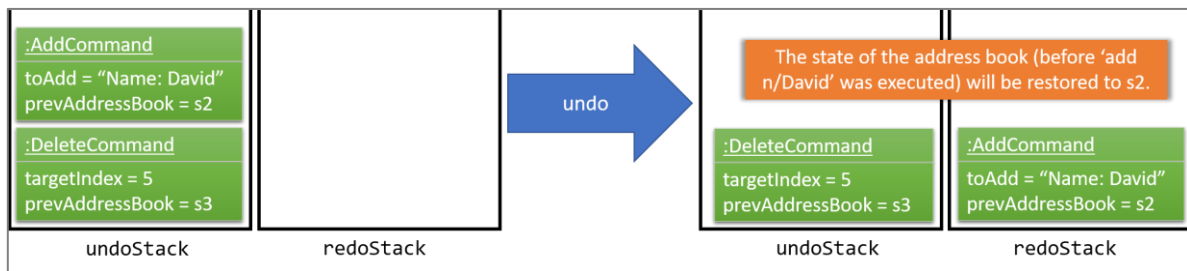 :AddCommand
toAdd = “Name: David”
prevAddressBook = s2
:DeleteCommand
targetIndex = 5
prevAddressBook = s3
undoStack
redoStack
undo
The state of the address book (before ‘add
n/David’ was executed) will be restored to s2.
:DeleteCommand
targetIndex = 5
prevAddressBook = s3
:AddCommand
toAdd = “Name: David”
prevAddressBook = s2
undoStack
redoStack